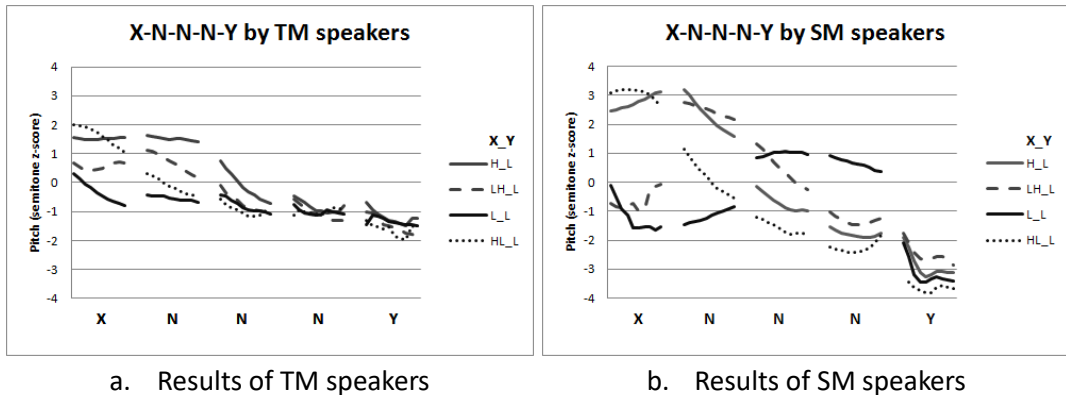 X-N-N-N-Y by TM speakers
4
3
2
1
0
-1
-2
-3
-4
Pitch (semitone z-score)
X N N N Y
X_Y
H_L
LH_L
L_L
HL_L
a. Results of TM speakers
X-N-N-N-Y by SM speakers
4
3
2
1
0
-1
-2
-3
-4
Pitch (semitone z-score)
X N N N Y
X_Y
H_L
LH_L
L_L
HL_L
b. Results of SM speakers